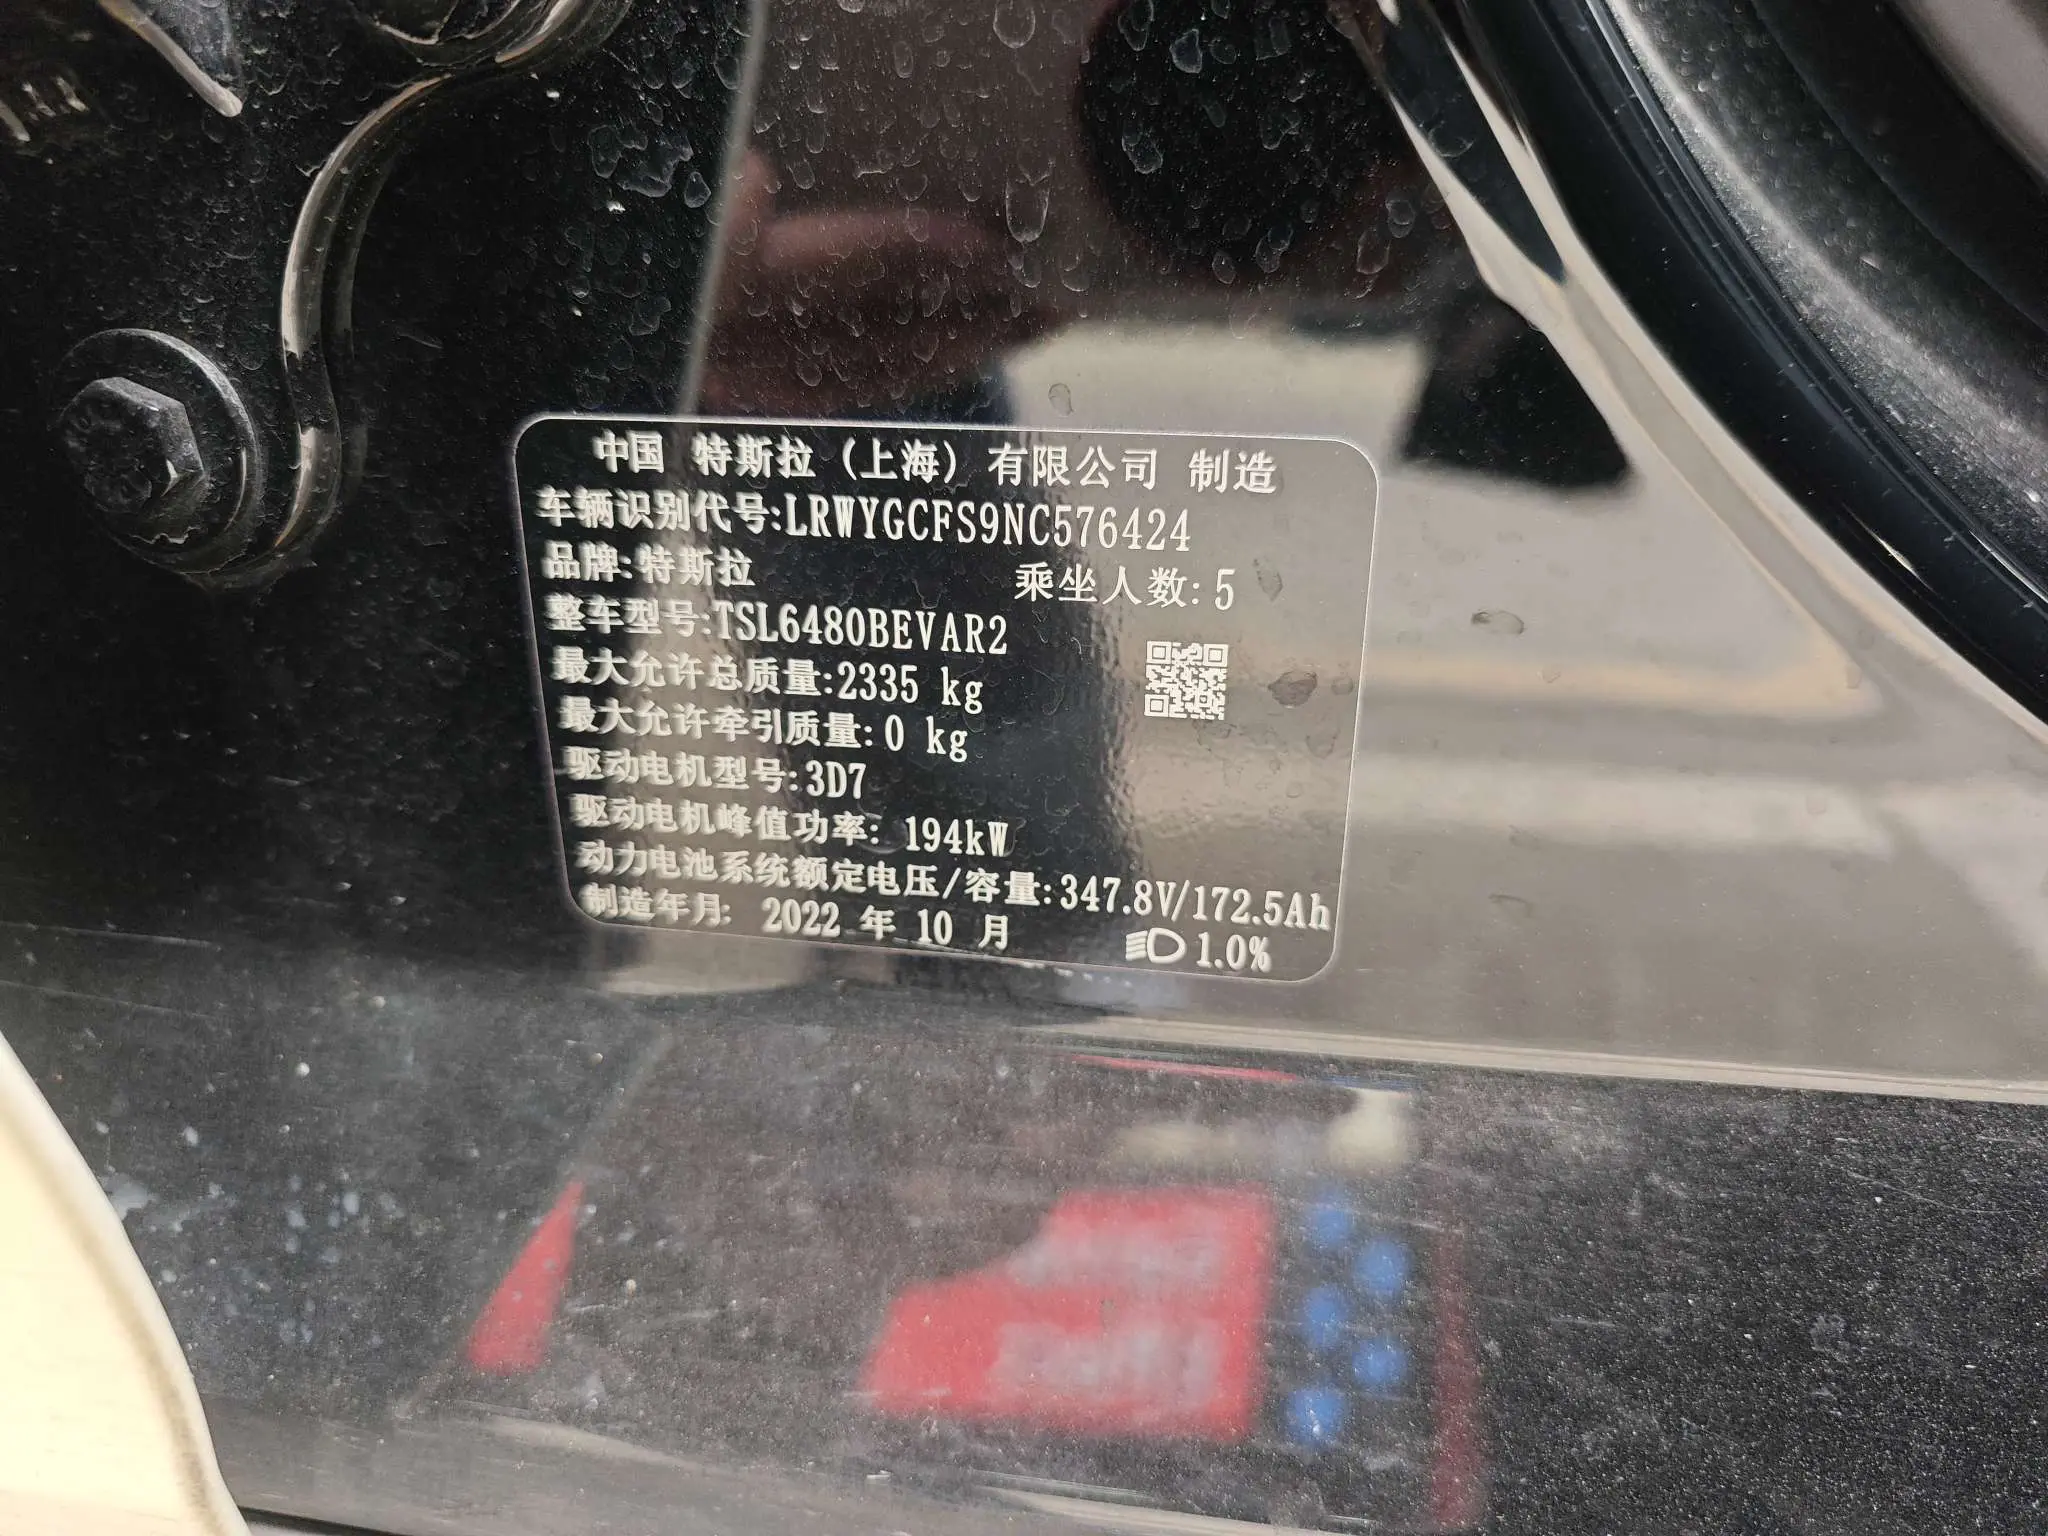 中国 特斯拉（上海）有限公司 制造
车辆识别代号:LRWYGCFS9NC576424
品牌:特斯拉 乘坐人数:5
整车型号:TSL6480BEVAR2
最大允许总质量:2335 kg
最大允许牵引质量:0 kg
驱动电机型号:3D7
驱动电机峰值功率: 194kW
动力电池系统额定电压/容量:347.8V/172.5Ah
制造年月: 2022 年 10 月 1.0%